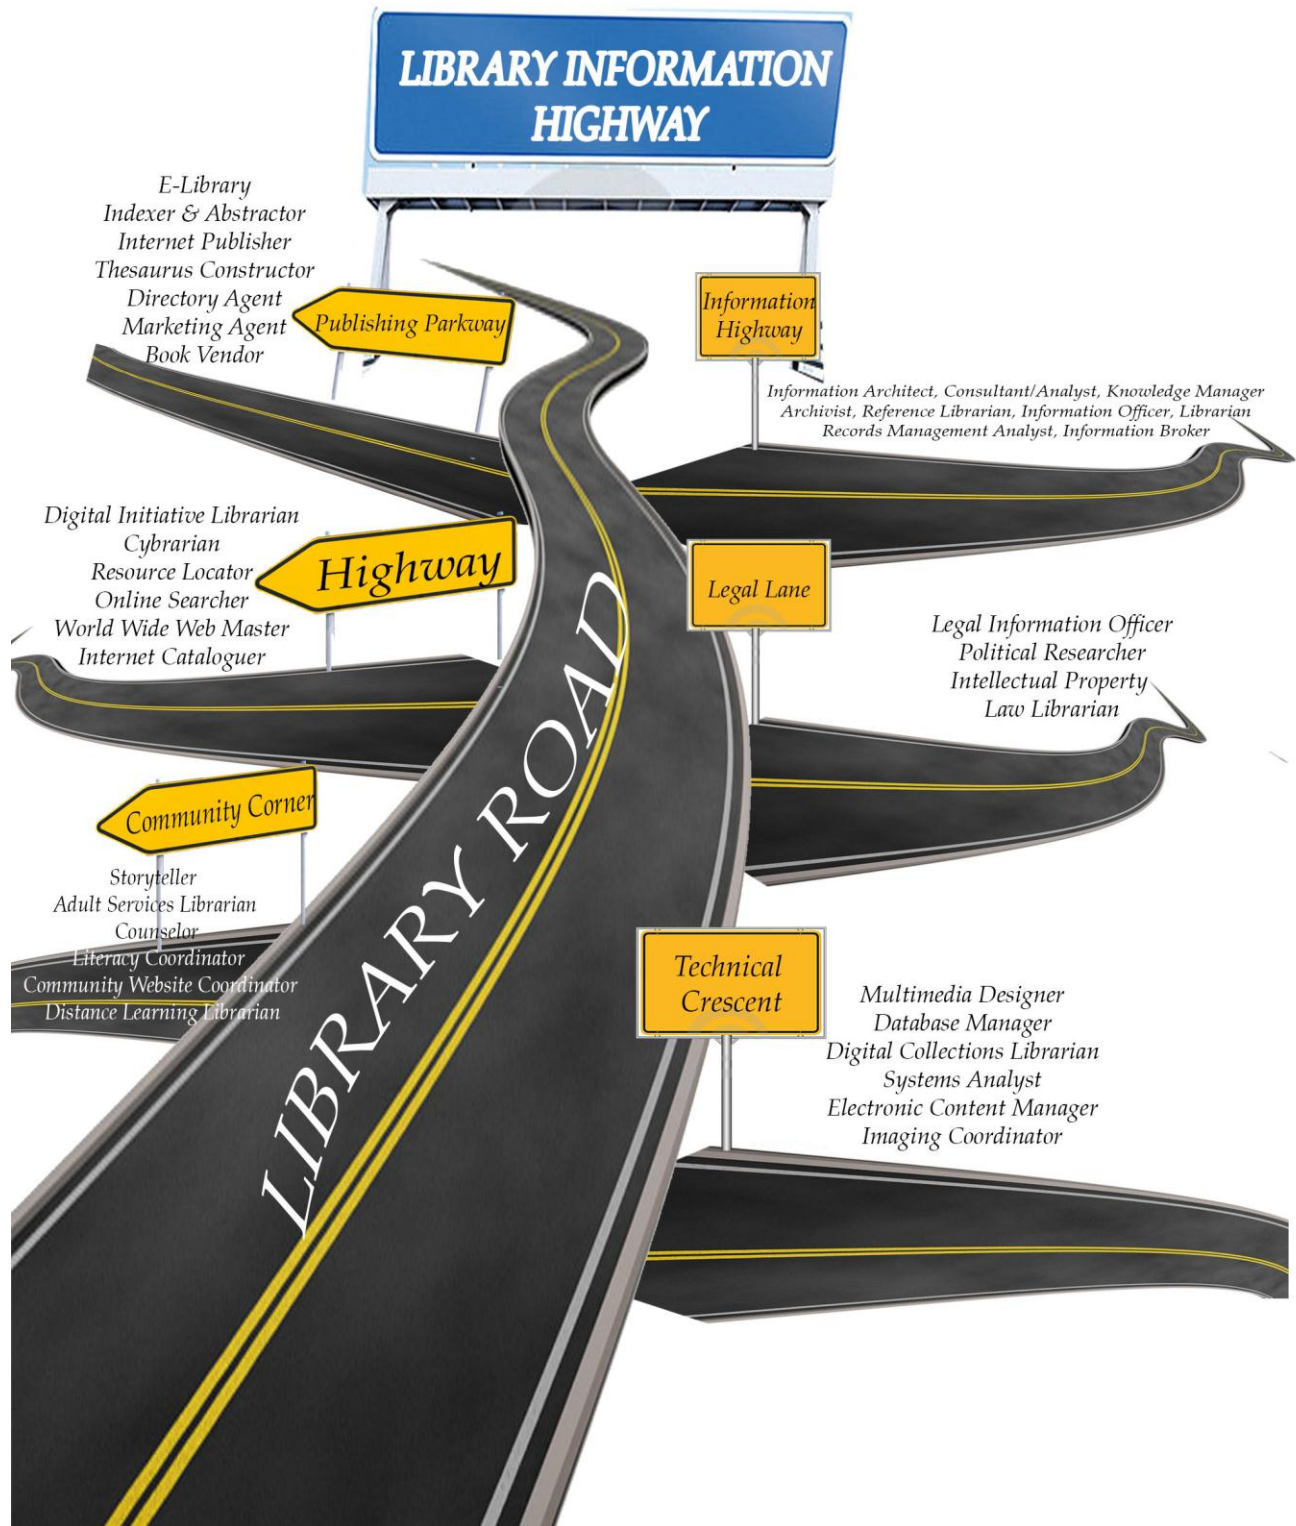 LIBRARY INFORMATION
HIGHWAY
E-Library
Indexer & Abstractor
Internet Publisher
Thesaurus Constructor
Directory Agent
Marketing Agent
Book Vendor
Publishing Parkway
Information
Highway
Information Architect, Consultant/Analyst, Knowledge Manager
Archivist, Reference Librarian, Information Officer, Librarian
Records Management Analyst, Information Broker
Digital Initiative Librarian
Cybrarian
Resource Locator
Online Searcher
World Wide Web Master
Internet Cataloguer
Highway
Legal Lane
Legal Information Officer
Political Researcher
Intellectual Property
Law Librarian
Community Corner
Storyteller
Adult Services Librarian
Counselor
Literacy Coordinator
Community Website Coordinator
Distance Learning Librarian
LIBRARY ROAD
Technical
Crescent
Multimedia Designer
Database Manager
Digital Collections Librarian
Systems Analyst
Electronic Content Manager
Imaging Coordinator